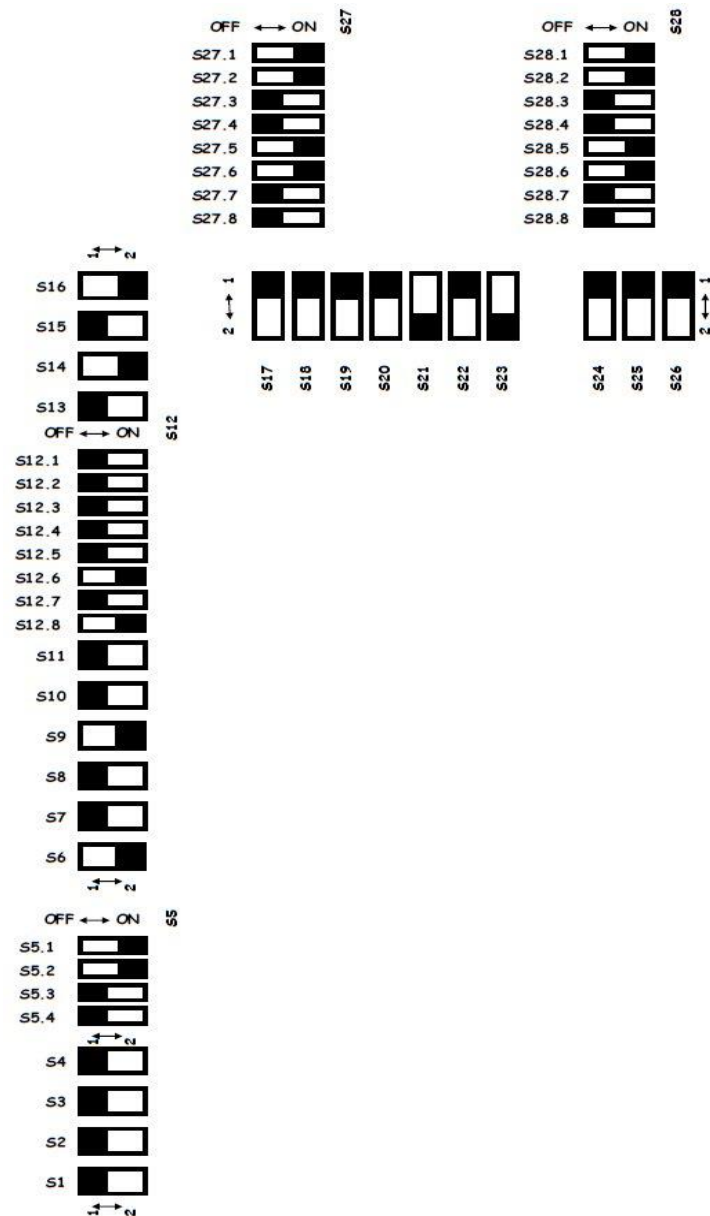 OFF ↔ ON S27
S27.1
S27.2
S27.3
S27.4
S27.5
S27.6
S27.7
S27.8
OFF ↔ ON S28
S28.1
S28.2
S28.3
S28.4
S28.5
S28.6
S28.7
S28.8
1 ↔ 2
S16
S15
S14
S13
2 ↔ 1
S17 S18 S19 S20 S21 S22 S23
S24 S25 S26
2 ↔ 1
OFF ↔ ON S12
S12.1
S12.2
S12.3
S12.4
S12.5
S12.6
S12.7
S12.8
S11
S10
S9
S8
S7
S6
1 ↔ 2
OFF ↔ ON S5
S5.1
S5.2
S5.3
S5.4
1 ↔ 2
S4
S3
S2
S1
1 ↔ 2